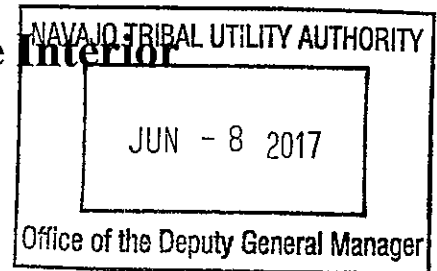 NAVAJO TRIBAL UTILITY AUTHORITY
e Interior
JUN - 8 2017
Office of the Deputy General Manager